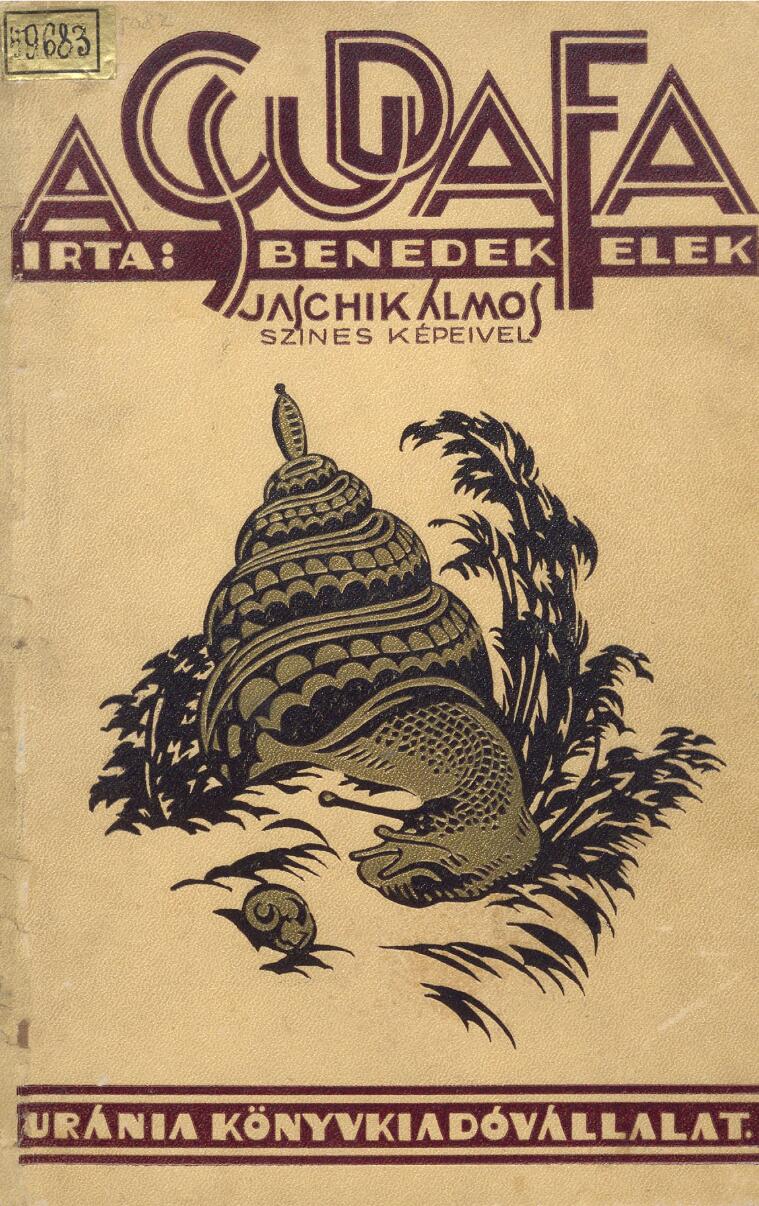 59683
A CSUDAFA
IRTA: BENEDEK ELEK
JASCHIK ÁLMOS
SZINES KÉPEIVEL
URÁNIA KÖNYVKIADÓVÁLLALAT.